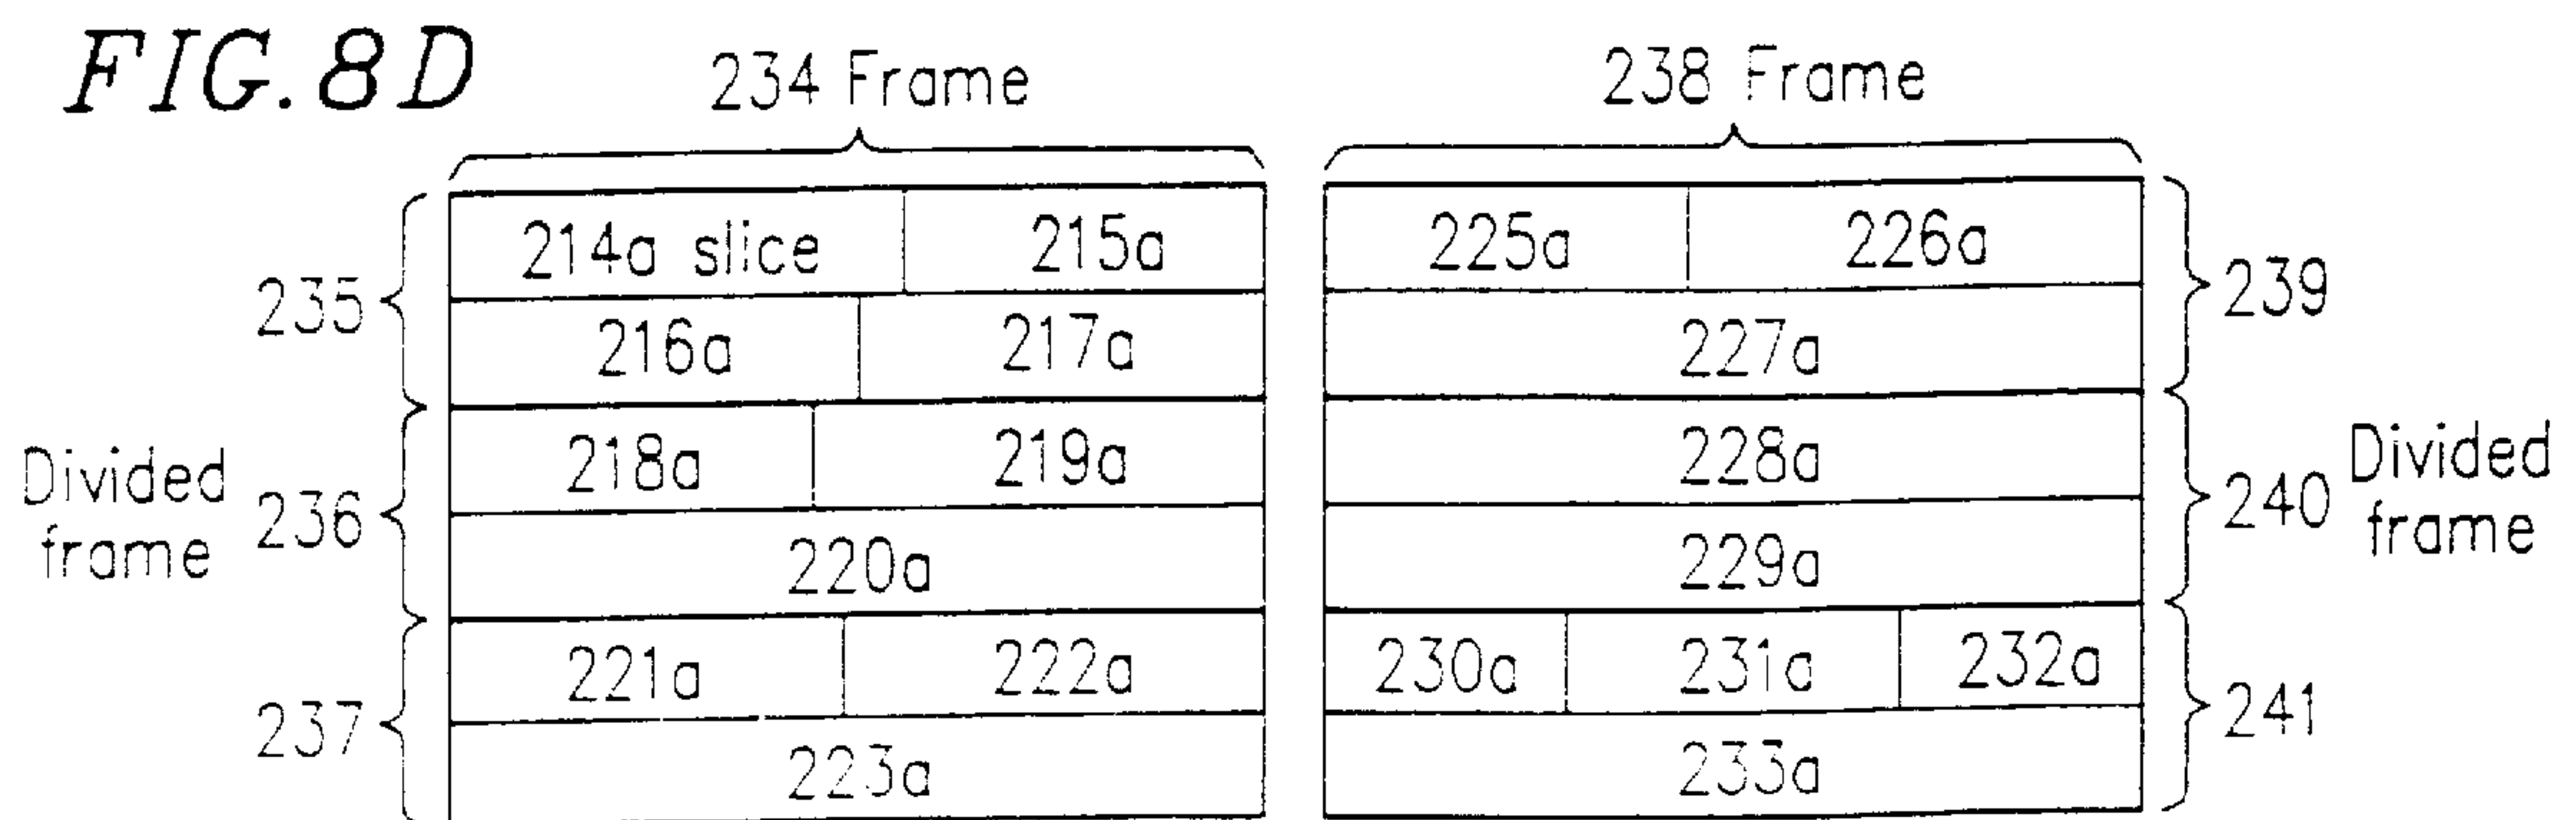 FIG. 8D
234 Frame 238 Frame
214a slice 215a 225a 226a
235 239
216a 217a 227a
218a 219a 228a
Divided frame 236 240 Divided frame
220a 229a
221a 222a 230a 231a 232a
237 241
223a 233a